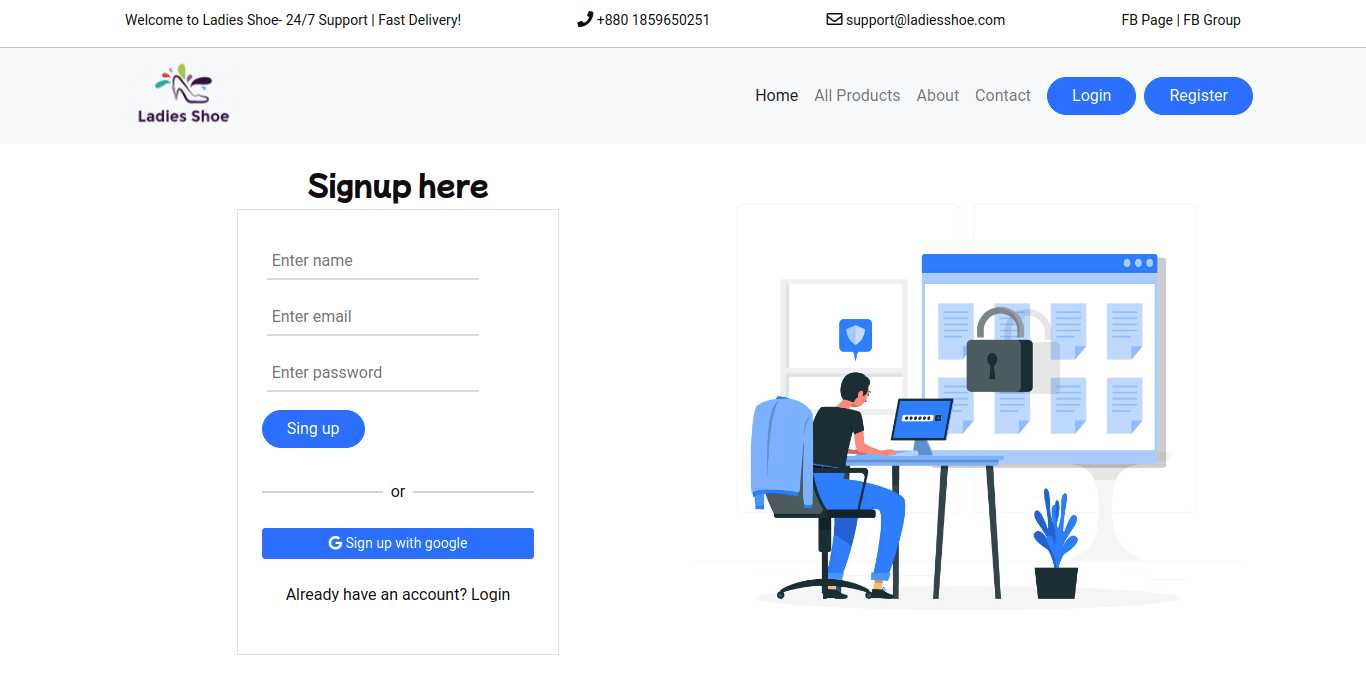 Welcome to Ladies Shoe- 24/7 Support | Fast Delivery!
+880 1859650251
support@ladiesshoe.com
FB Page | FB Group
Ladies Shoe
Home
All Products
About
Contact
Login
Register
Signup here
Enter name
Enter email
Enter password
Sing up
or
Sign up with google
Already have an account? Login